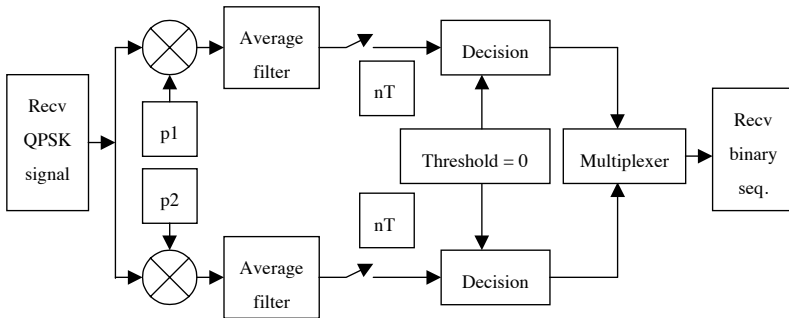 Recv
QPSK
signal
p1
p2
Average
filter
Average
filter
nT
nT
Decision
Threshold = 0
Decision
Multiplexer
Recv
binary
seq.